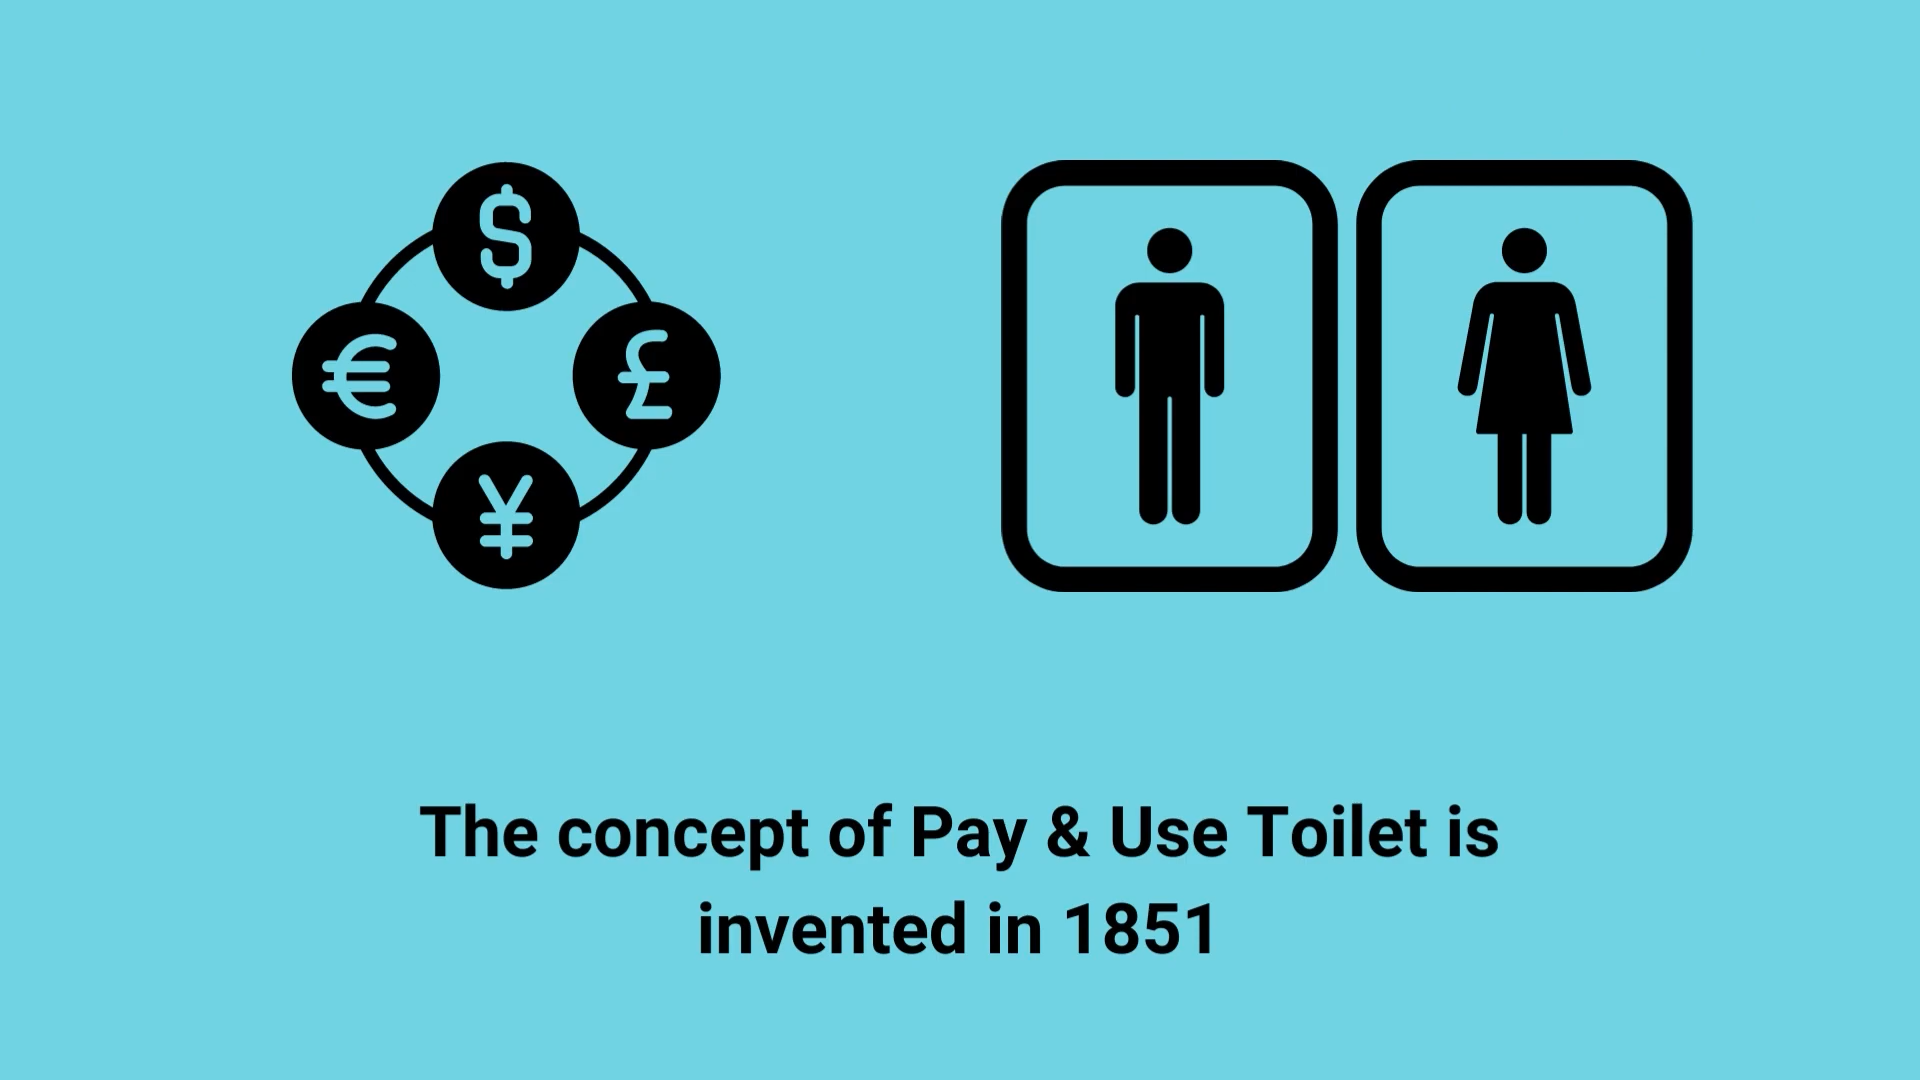 $
€
£
¥
The concept of Pay & Use Toilet is
invented in 1851